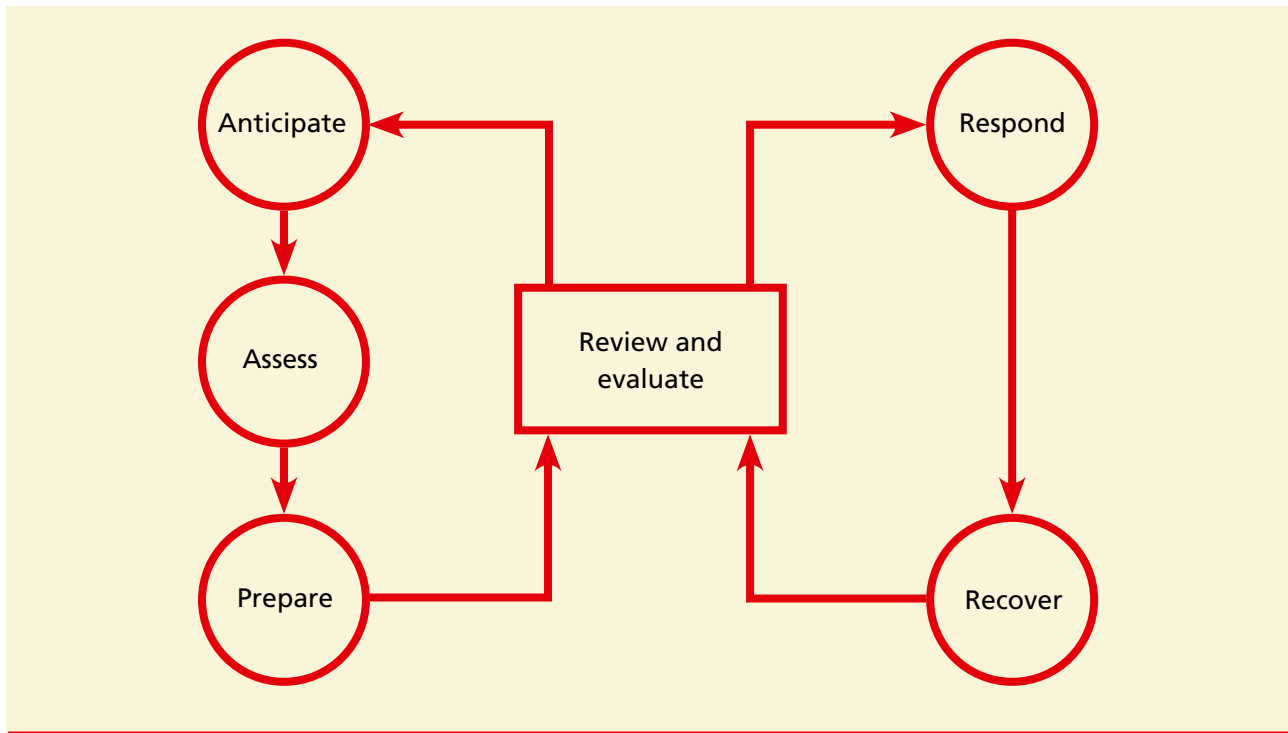 Anticipate
Respond
Assess
Review and
evaluate
Prepare
Recover